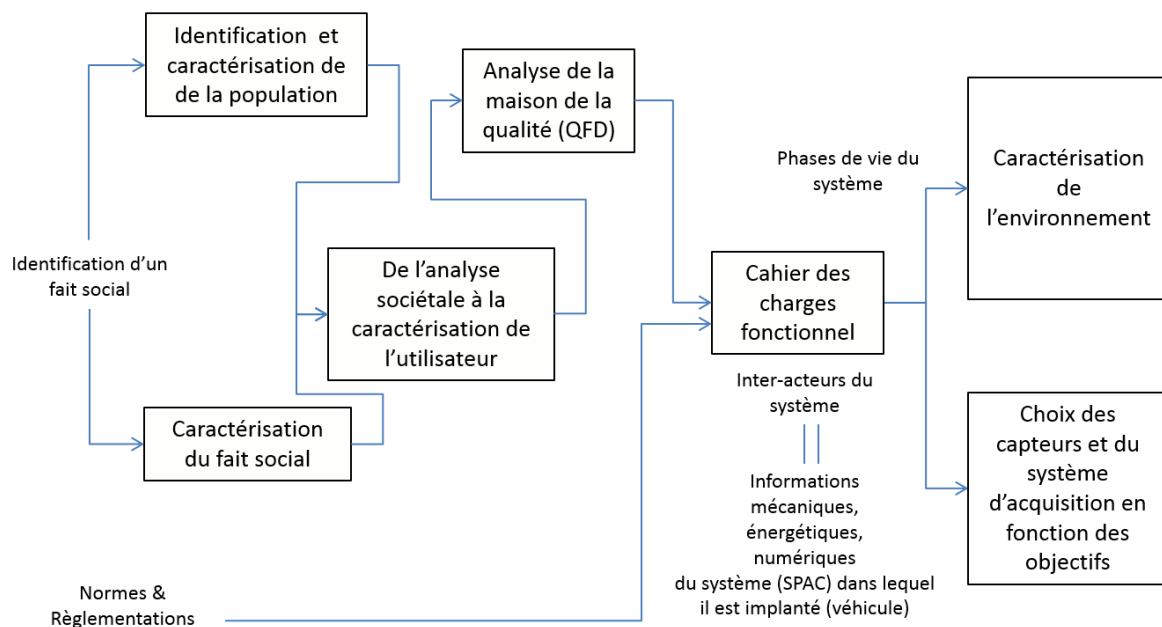 Identification et
caractérisation de
de la population
Analyse de la
maison de la
qualité (QFD)
Phases de vie du
système
Caractérisation
de
l'environnement
Identification d'un
fait social
De l'analyse
sociétale à la
caractérisation de
l'utilisateur
Cahier des
charges
fonctionnel
Caractérisation
du fait social
Inter-acteurs du
système
Informations
mécaniques,
énergétiques,
numériques
du système (SPAC) dans lequel
il est implanté (véhicule)
Choix des
capteurs et du
système
d'acquisition en
fonction des
objectifs
Normes &
Règlementations